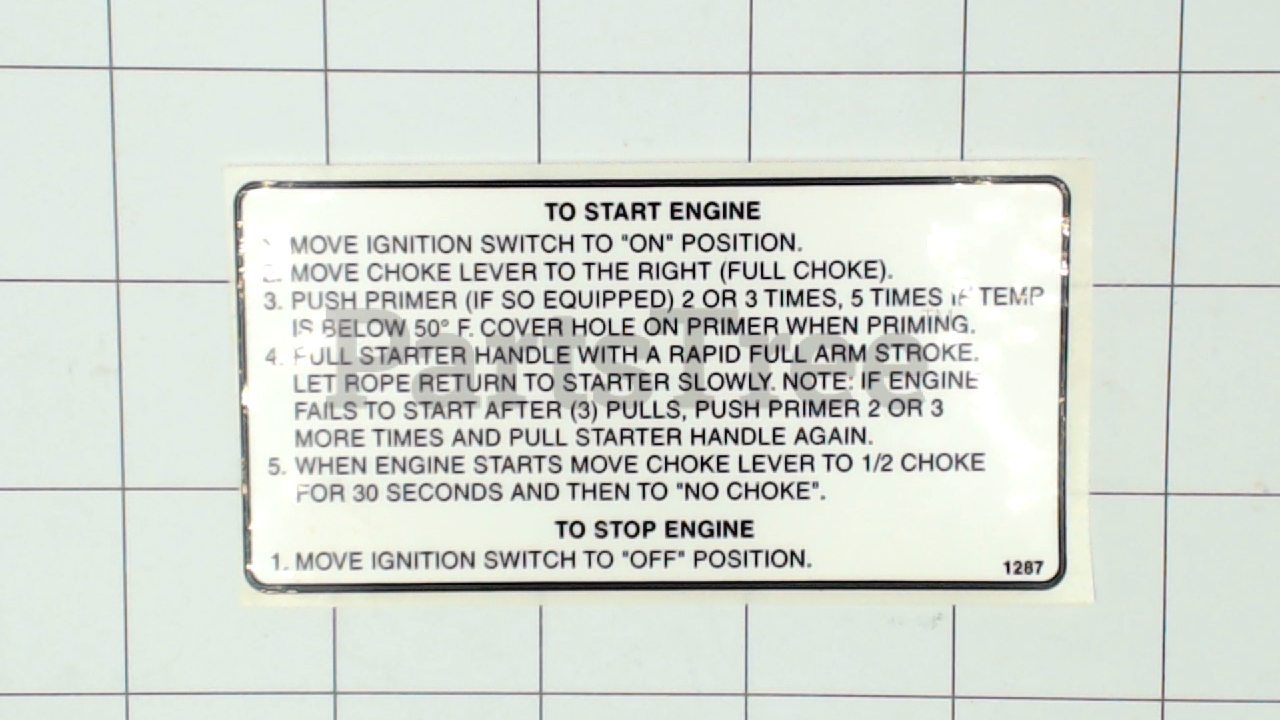 TO START ENGINE
1. MOVE IGNITION SWITCH TO "ON" POSITION.
2. MOVE CHOKE LEVER TO THE RIGHT (FULL CHOKE).
3. PUSH PRIMER (IF SO EQUIPPED) 2 OR 3 TIMES, 5 TIMES IF TEMP
IS BELOW 50° F. COVER HOLE ON PRIMER WHEN PRIMING.
4. PULL STARTER HANDLE WITH A RAPID FULL ARM STROKE.
LET ROPE RETURN TO STARTER SLOWLY. NOTE: IF ENGINE
FAILS TO START AFTER (3) PULLS, PUSH PRIMER 2 OR 3
MORE TIMES AND PULL STARTER HANDLE AGAIN.
5. WHEN ENGINE STARTS MOVE CHOKE LEVER TO 1/2 CHOKE
FOR 30 SECONDS AND THEN TO "NO CHOKE".
TO STOP ENGINE
1. MOVE IGNITION SWITCH TO "OFF" POSITION.
1287
PartsTree™